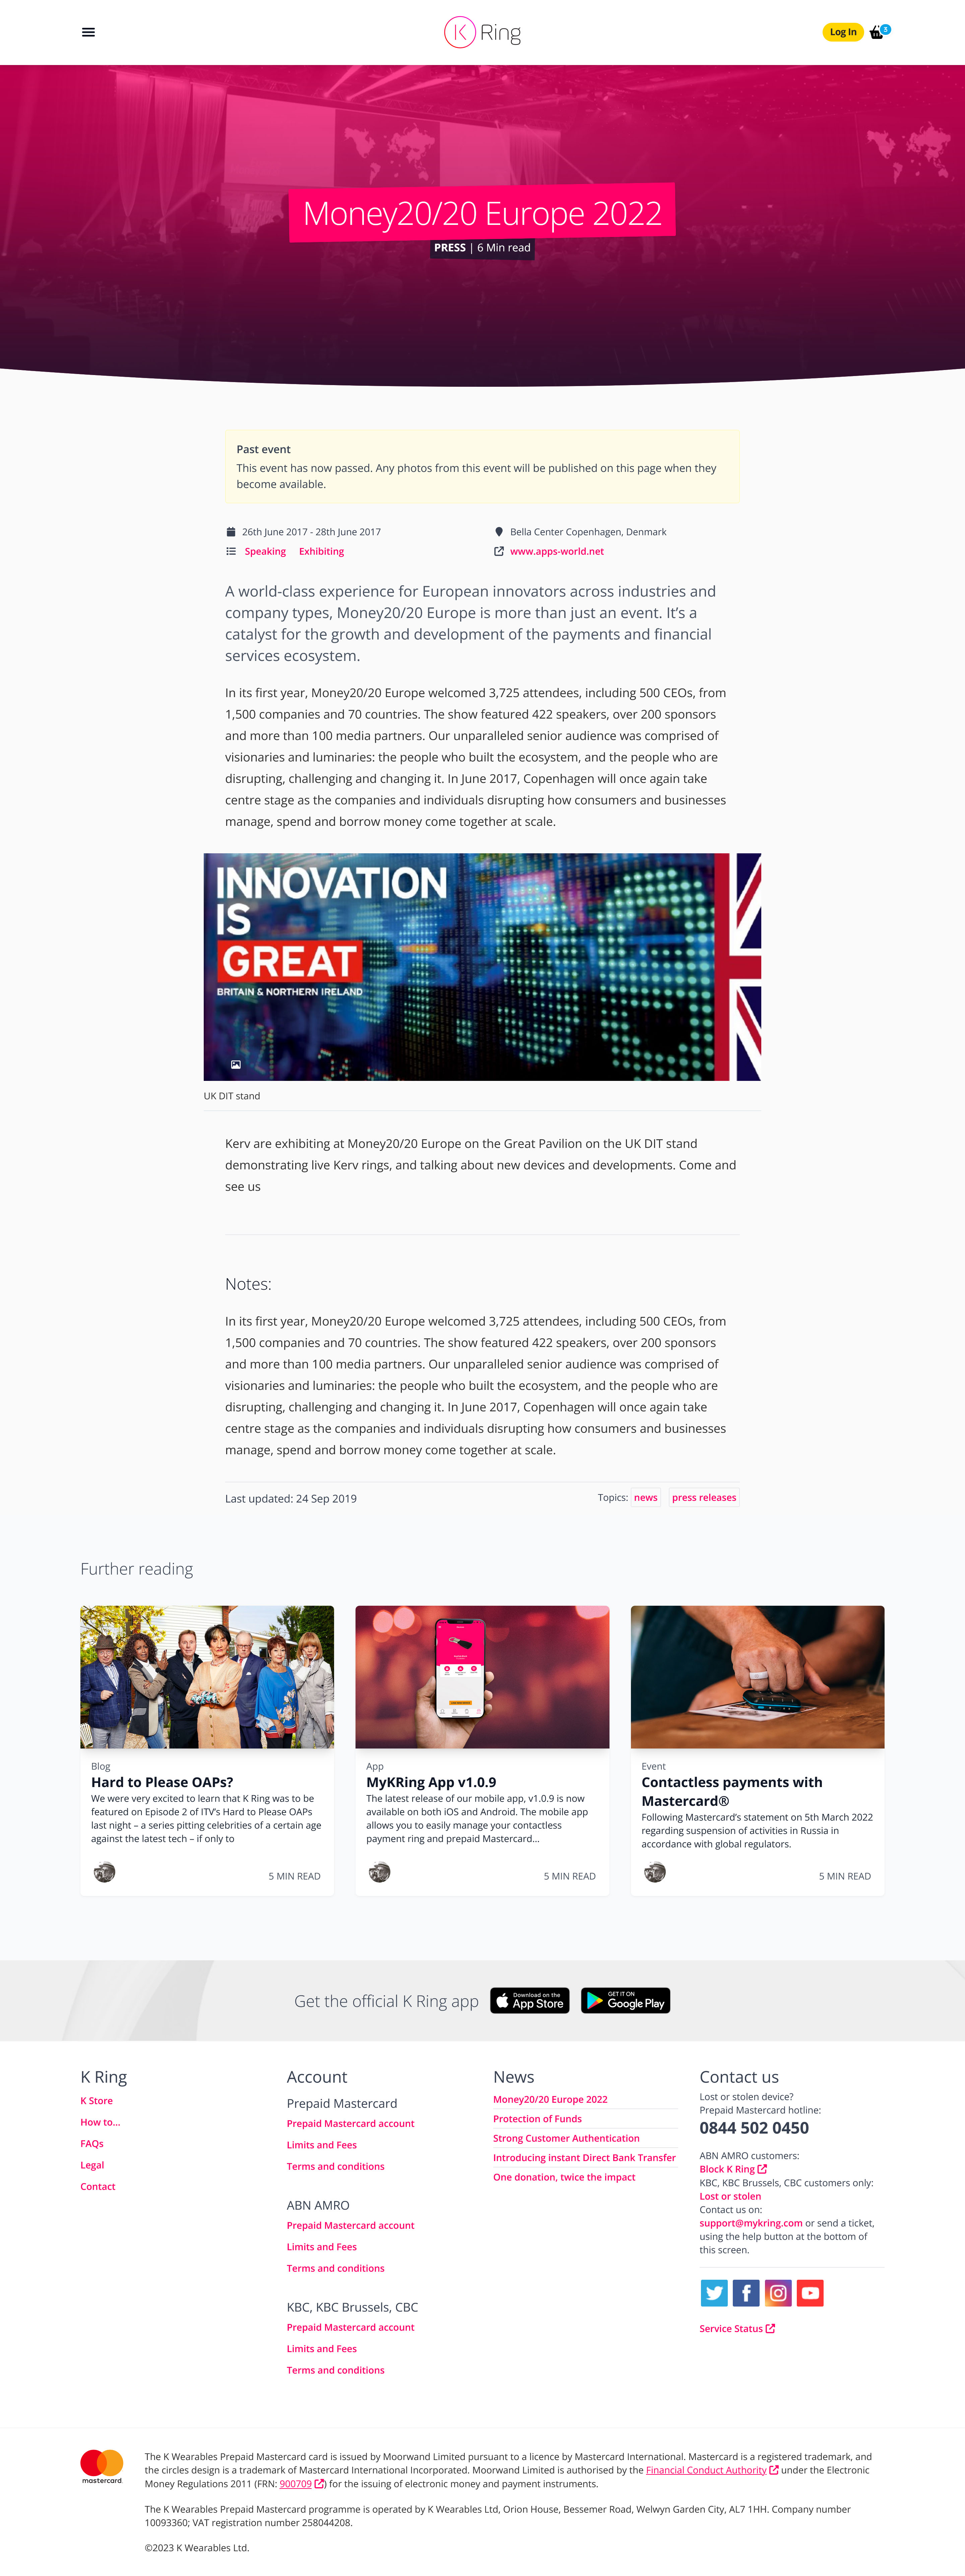 K Ring
Log In
3
Money20/20 Europe 2022
PRESS | 6 Min read
Past event
This event has now passed. Any photos from this event will be published on this page when they
become available.
26th June 2017 - 28th June 2017
Bella Center Copenhagen, Denmark
Speaking Exhibiting
www.apps-world.net
A world-class experience for European innovators across industries and
company types, Money20/20 Europe is more than just an event. It's a
catalyst for the growth and development of the payments and financial
services ecosystem.
In its first year, Money20/20 Europe welcomed 3,725 attendees, including 500 CEOs, from
1,500 companies and 70 countries. The show featured 422 speakers, over 200 sponsors
and more than 100 media partners. Our unparalleled senior audience was comprised of
visionaries and luminaries: the people who built the ecosystem, and the people who are
disrupting, challenging and changing it. In June 2017, Copenhagen will once again take
centre stage as the companies and individuals disrupting how consumers and businesses
manage, spend and borrow money come together at scale.
INNOVATION
IS
GREAT
BRITAIN & NORTHERN IRELAND
UK DIT stand
Kerv are exhibiting at Money20/20 Europe on the Great Pavilion on the UK DIT stand
demonstrating live Kerv rings, and talking about new devices and developments. Come and
see us
Notes:
In its first year, Money20/20 Europe welcomed 3,725 attendees, including 500 CEOs, from
1,500 companies and 70 countries. The show featured 422 speakers, over 200 sponsors
and more than 100 media partners. Our unparalleled senior audience was comprised of
visionaries and luminaries: the people who built the ecosystem, and the people who are
disrupting, challenging and changing it. In June 2017, Copenhagen will once again take
centre stage as the companies and individuals disrupting how consumers and businesses
manage, spend and borrow money come together at scale.
Last updated: 24 Sep 2019
Topics: news press releases
Further reading
Blog
Hard to Please OAPs?
We were very excited to learn that K Ring was to be
featured on Episode 2 of ITV's Hard to Please OAPs
last night – a series pitting celebrities of a certain age
against the latest tech – if only to
5 MIN READ
App
MyKRing App v1.0.9
The latest release of our mobile app, v1.0.9 is now
available on both iOS and Android. The mobile app
allows you to easily manage your contactless
payment ring and prepaid Mastercard...
5 MIN READ
Event
Contactless payments with
Mastercard®
Following Mastercard's statement on 5th March 2022
regarding suspension of activities in Russia in
accordance with global regulators.
5 MIN READ
Get the official K Ring app
Download on the
App Store
GET IT ON
Google Play
K Ring
K Store
How to...
FAQs
Legal
Contact
Account
Prepaid Mastercard
Prepaid Mastercard account
Limits and Fees
Terms and conditions
ABN AMRO
Prepaid Mastercard account
Limits and Fees
Terms and conditions
KBC, KBC Brussels, CBC
Prepaid Mastercard account
Limits and Fees
Terms and conditions
News
Money20/20 Europe 2022
Protection of Funds
Strong Customer Authentication
Introducing instant Direct Bank Transfer
One donation, twice the impact
Contact us
Lost or stolen device?
Prepaid Mastercard hotline:
0844 502 0450
ABN AMRO customers:
Block K Ring
KBC, KBC Brussels, CBC customers only:
Lost or stolen
Contact us on:
support@mykring.com or send a ticket,
using the help button at the bottom of
this screen.
Service Status
mastercard.
The K Wearables Prepaid Mastercard card is issued by Moorwand Limited pursuant to a licence by Mastercard International. Mastercard is a registered trademark, and
the circles design is a trademark of Mastercard International Incorporated. Moorwand Limited is authorised by the Financial Conduct Authority under the Electronic
Money Regulations 2011 (FRN: 900709) for the issuing of electronic money and payment instruments.
The K Wearables Prepaid Mastercard programme is operated by K Wearables Ltd, Orion House, Bessemer Road, Welwyn Garden City, AL7 1HH. Company number
10093360; VAT registration number 258044208.
©2023 K Wearables Ltd.